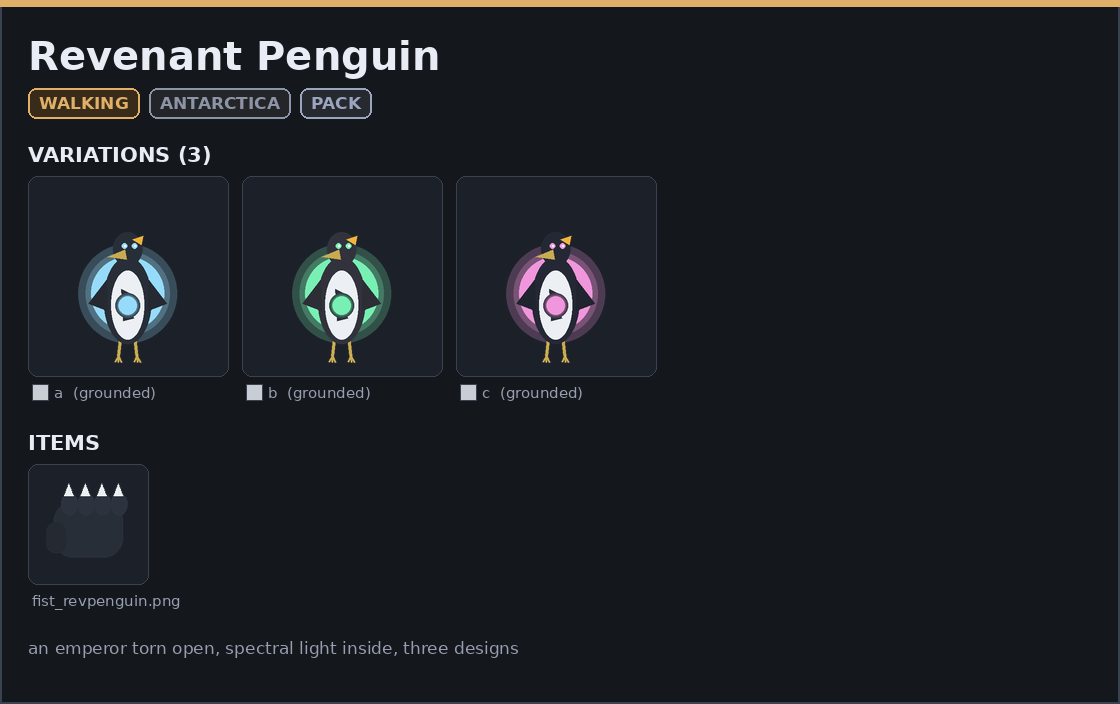 Revenant Penguin
WALKING ANTARCTICA PACK
VARIATIONS (3)
a (grounded) b (grounded) c (grounded)
ITEMS
fist_revpenguin.png
an emperor torn open, spectral light inside, three designs